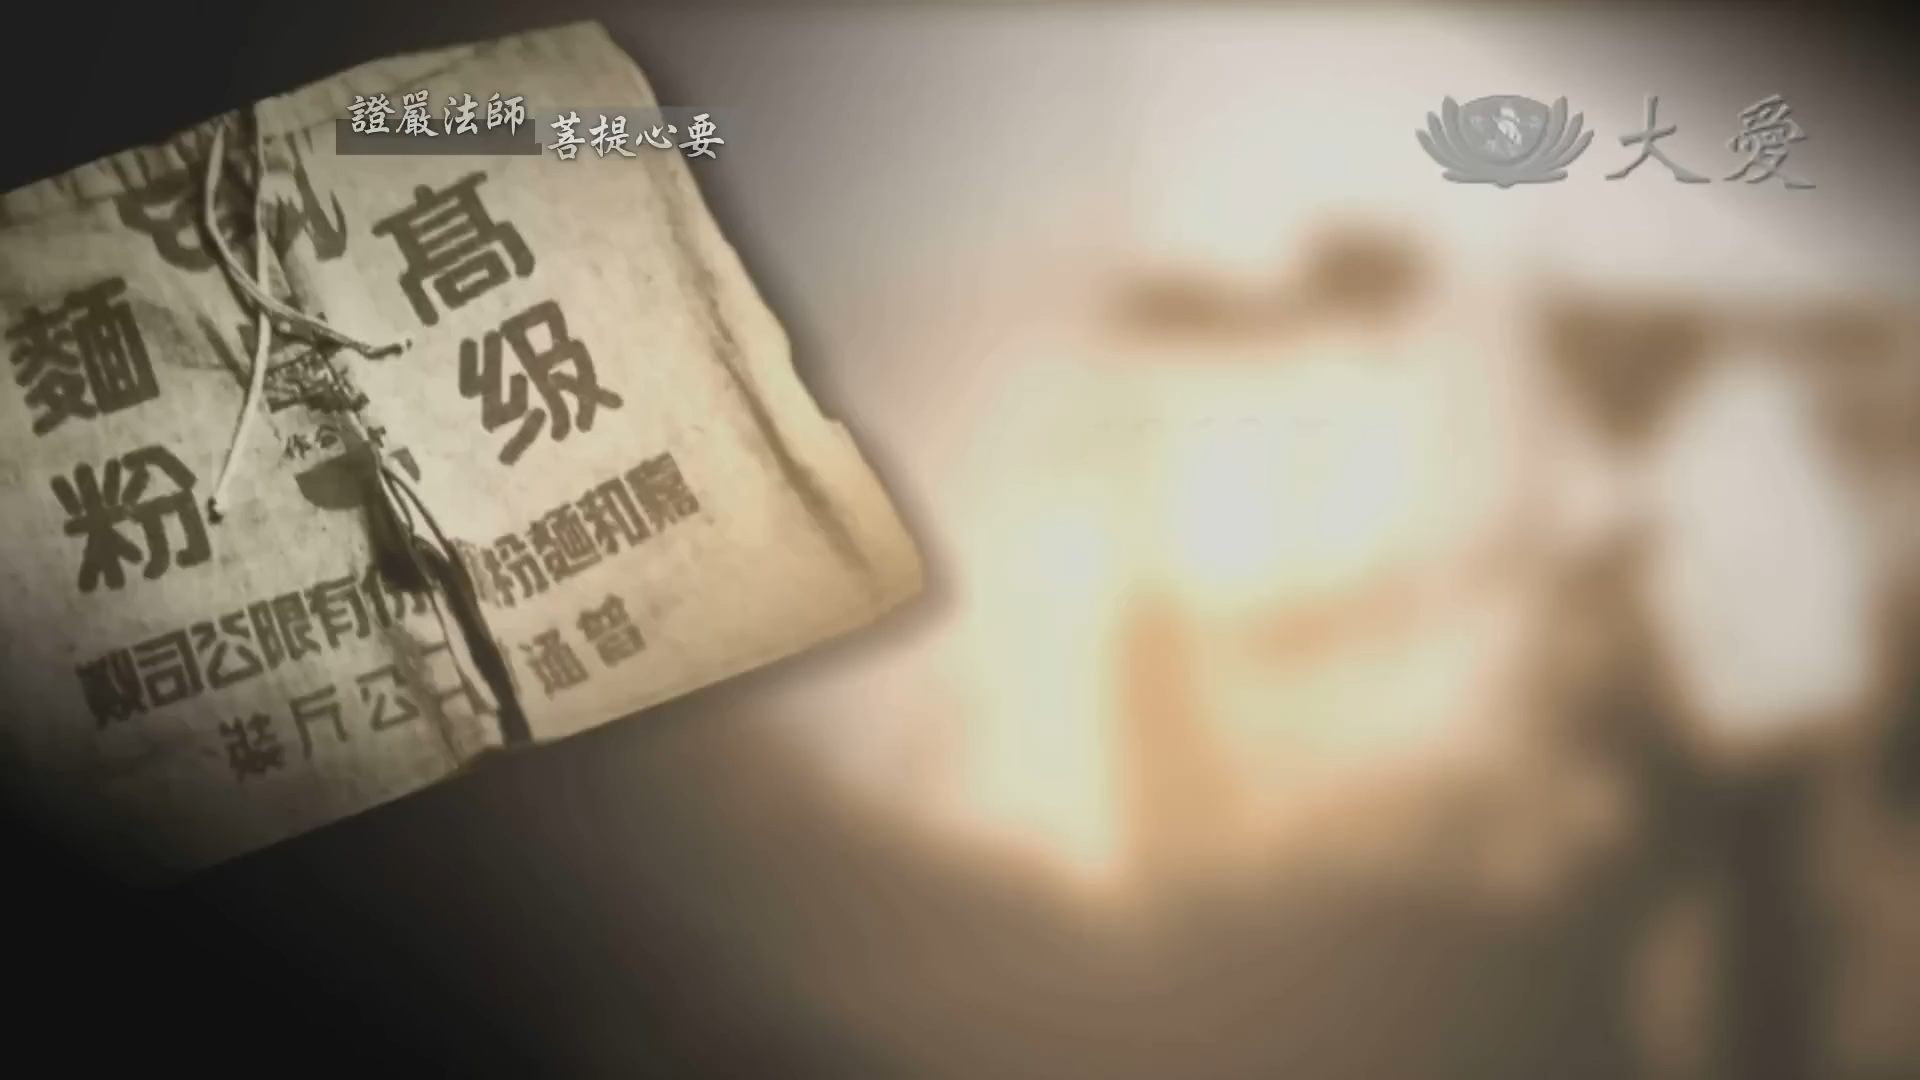 證嚴法師
菩提心要
大愛
高級
麵粉
嘉和麵粉
份有限公司製
普通
公斤裝